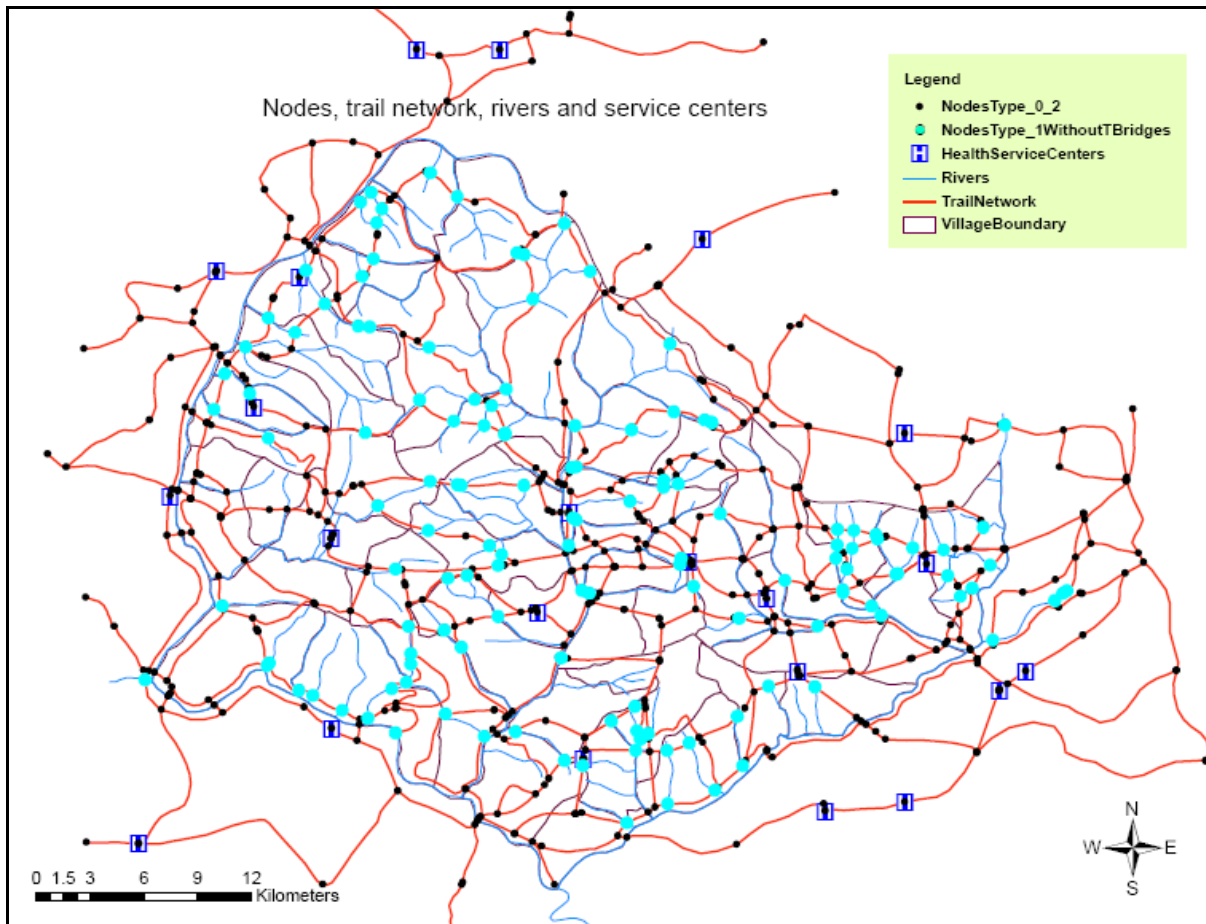 Nodes, trail network, rivers and service centers
Legend
NodesType_0_2
NodesType_1WithoutTBridges
H HealthServiceCenters
Rivers
TrailNetwork
VillageBoundary
N
W E
S
0 1.5 3 6 9 12
Kilometers